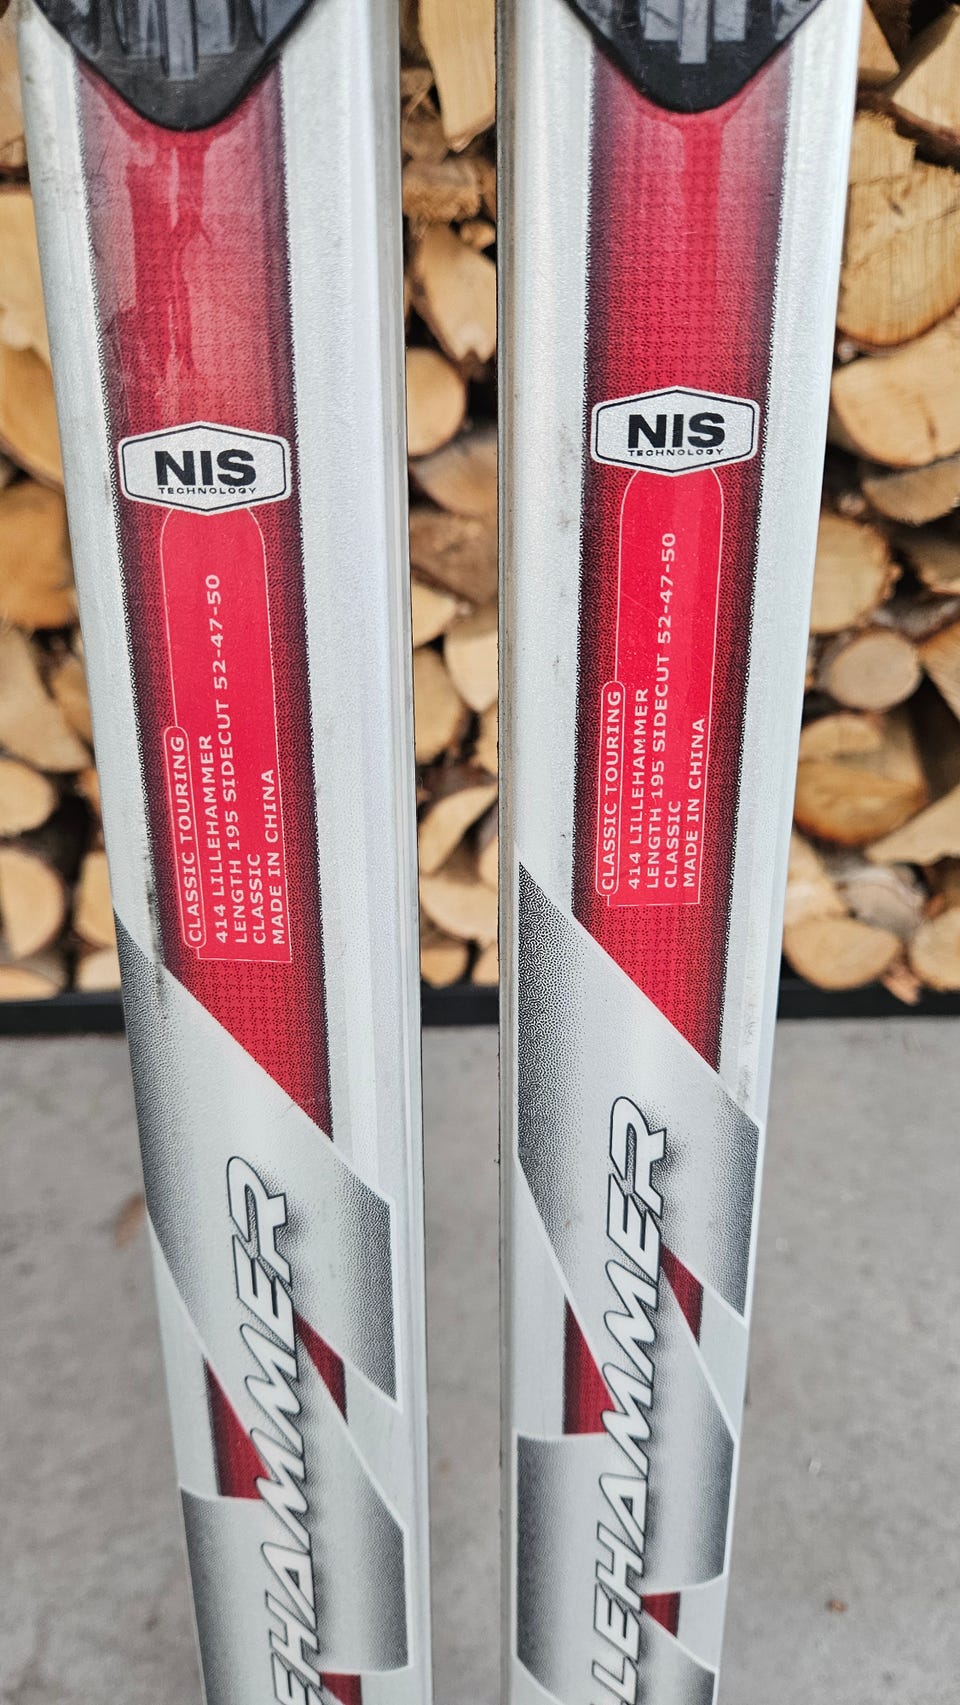 NIS
TECHNOLOGY
CLASSIC TOURING
414 LILLEHAMMER
LENGTH 195 SIDECUT 52-47-50
CLASSIC
MADE IN CHINA
EHAMMER
NIS
TECHNOLOGY
CLASSIC TOURING
414 LILLEHAMMER
LENGTH 195 SIDECUT 52-47-50
CLASSIC
MADE IN CHINA
LLEHAMMER